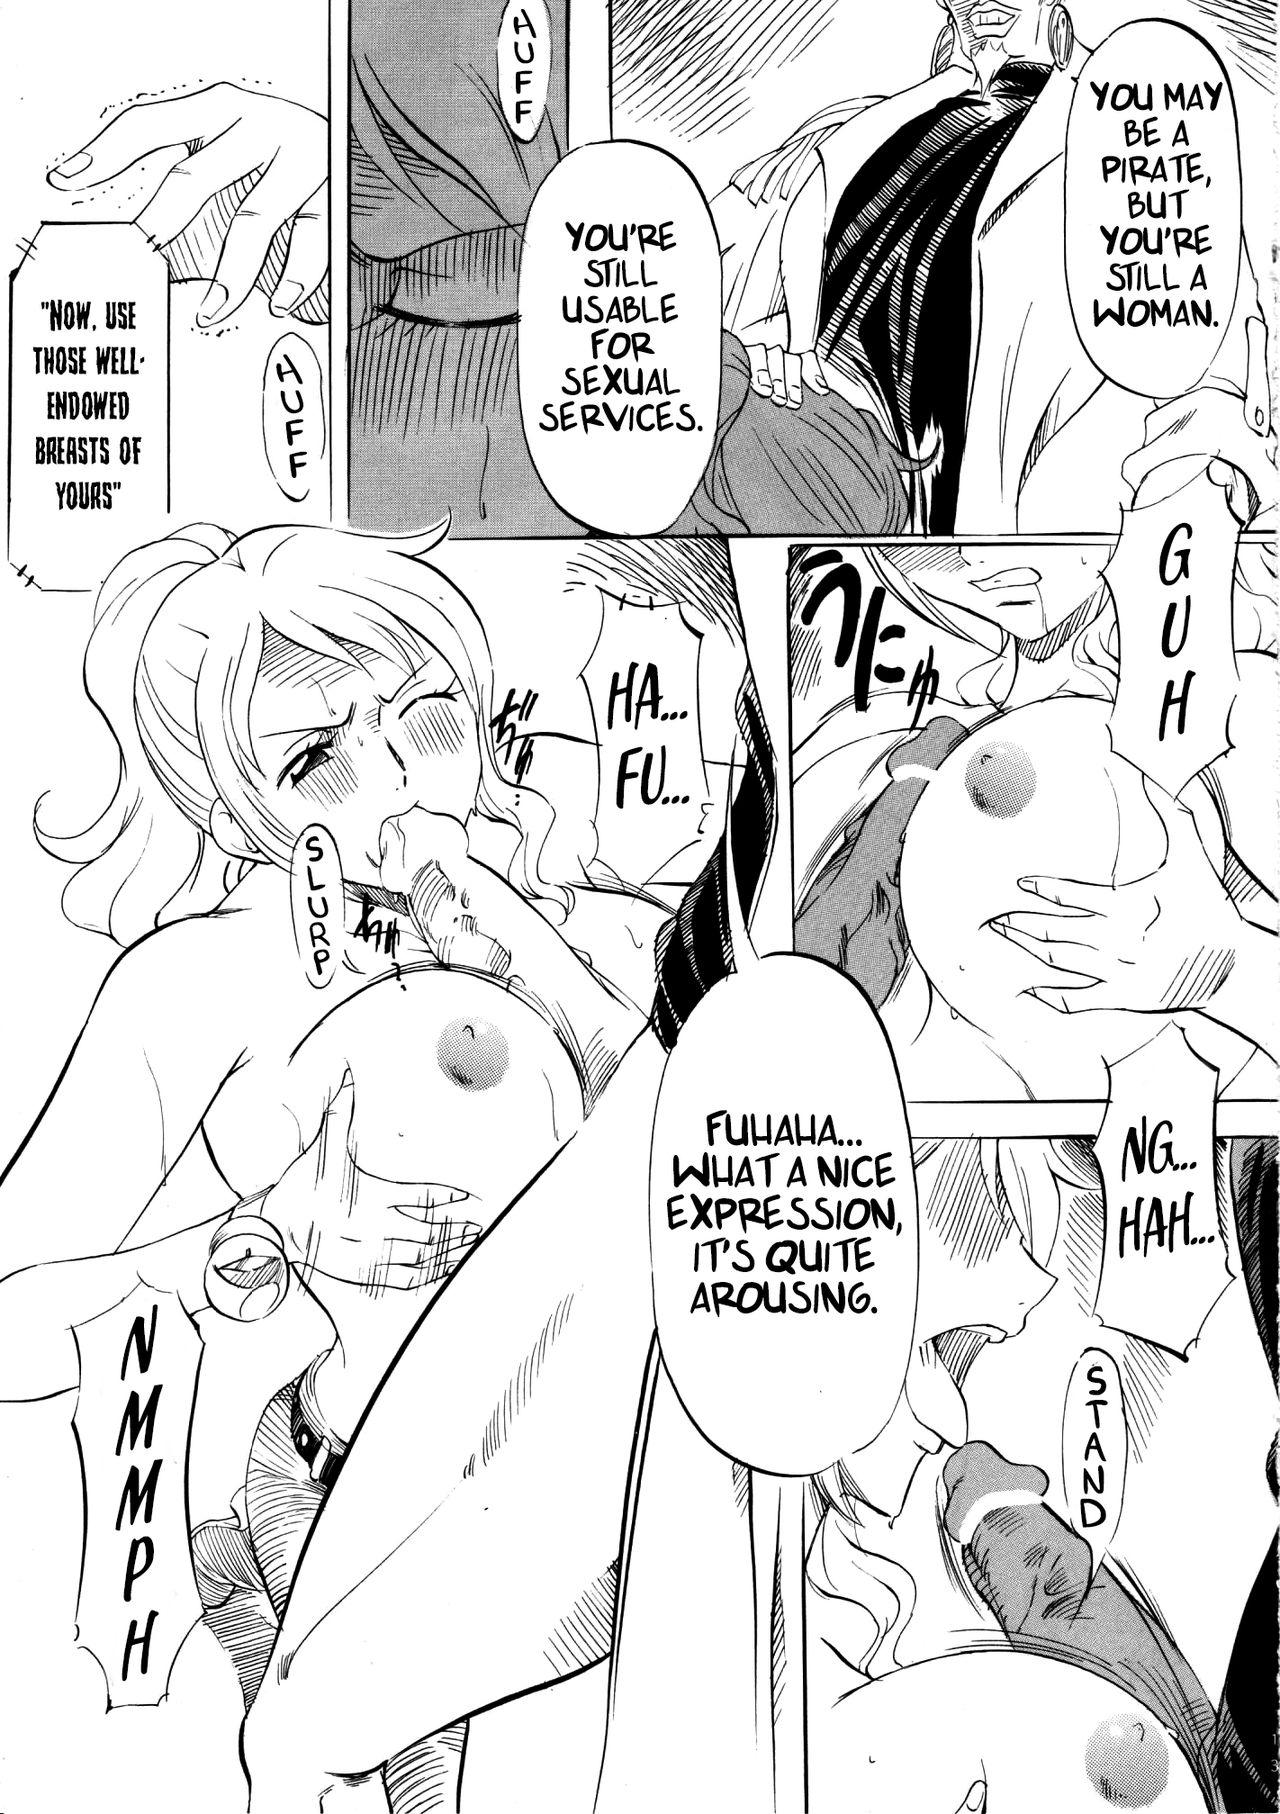 YOU MAY
BE A
PIRATE,
BUT
YOU'RE
STILL A
WOMAN.
HUFF
YOU'RE
STILL
USABLE
FOR
SEXUAL
SERVICES.
HUFF
"NOW, USE
THOSE WELL-
ENDOWED
BREASTS OF
YOURS"
GUH
HA...
FU...
SLURP
NG...
HAH...
FUHAHA...
WHAT A NICE
EXPRESSION,
IT'S QUITE
AROUSING.
STAND
NMMPH
13